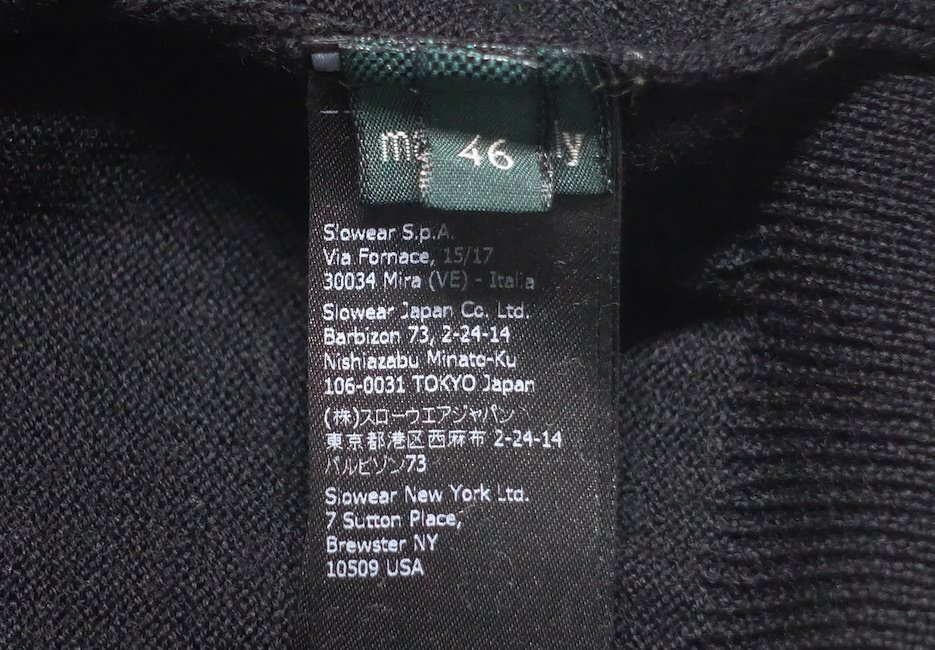 46
Slowear S.p.A.
Via Fornace, 15/17
30034 Mira (VE) - Italia
Slowear Japan Co. Ltd.
Barbizon 73, 2-24-14
Nishiazabu Minato-Ku
106-0031 TOKYO Japan
(株)スローウエアジャパン
東京都港区西麻布 2-24-14
バルビゾン73
Slowear New York Ltd.
7 Sutton Place,
Brewster NY
10509 USA